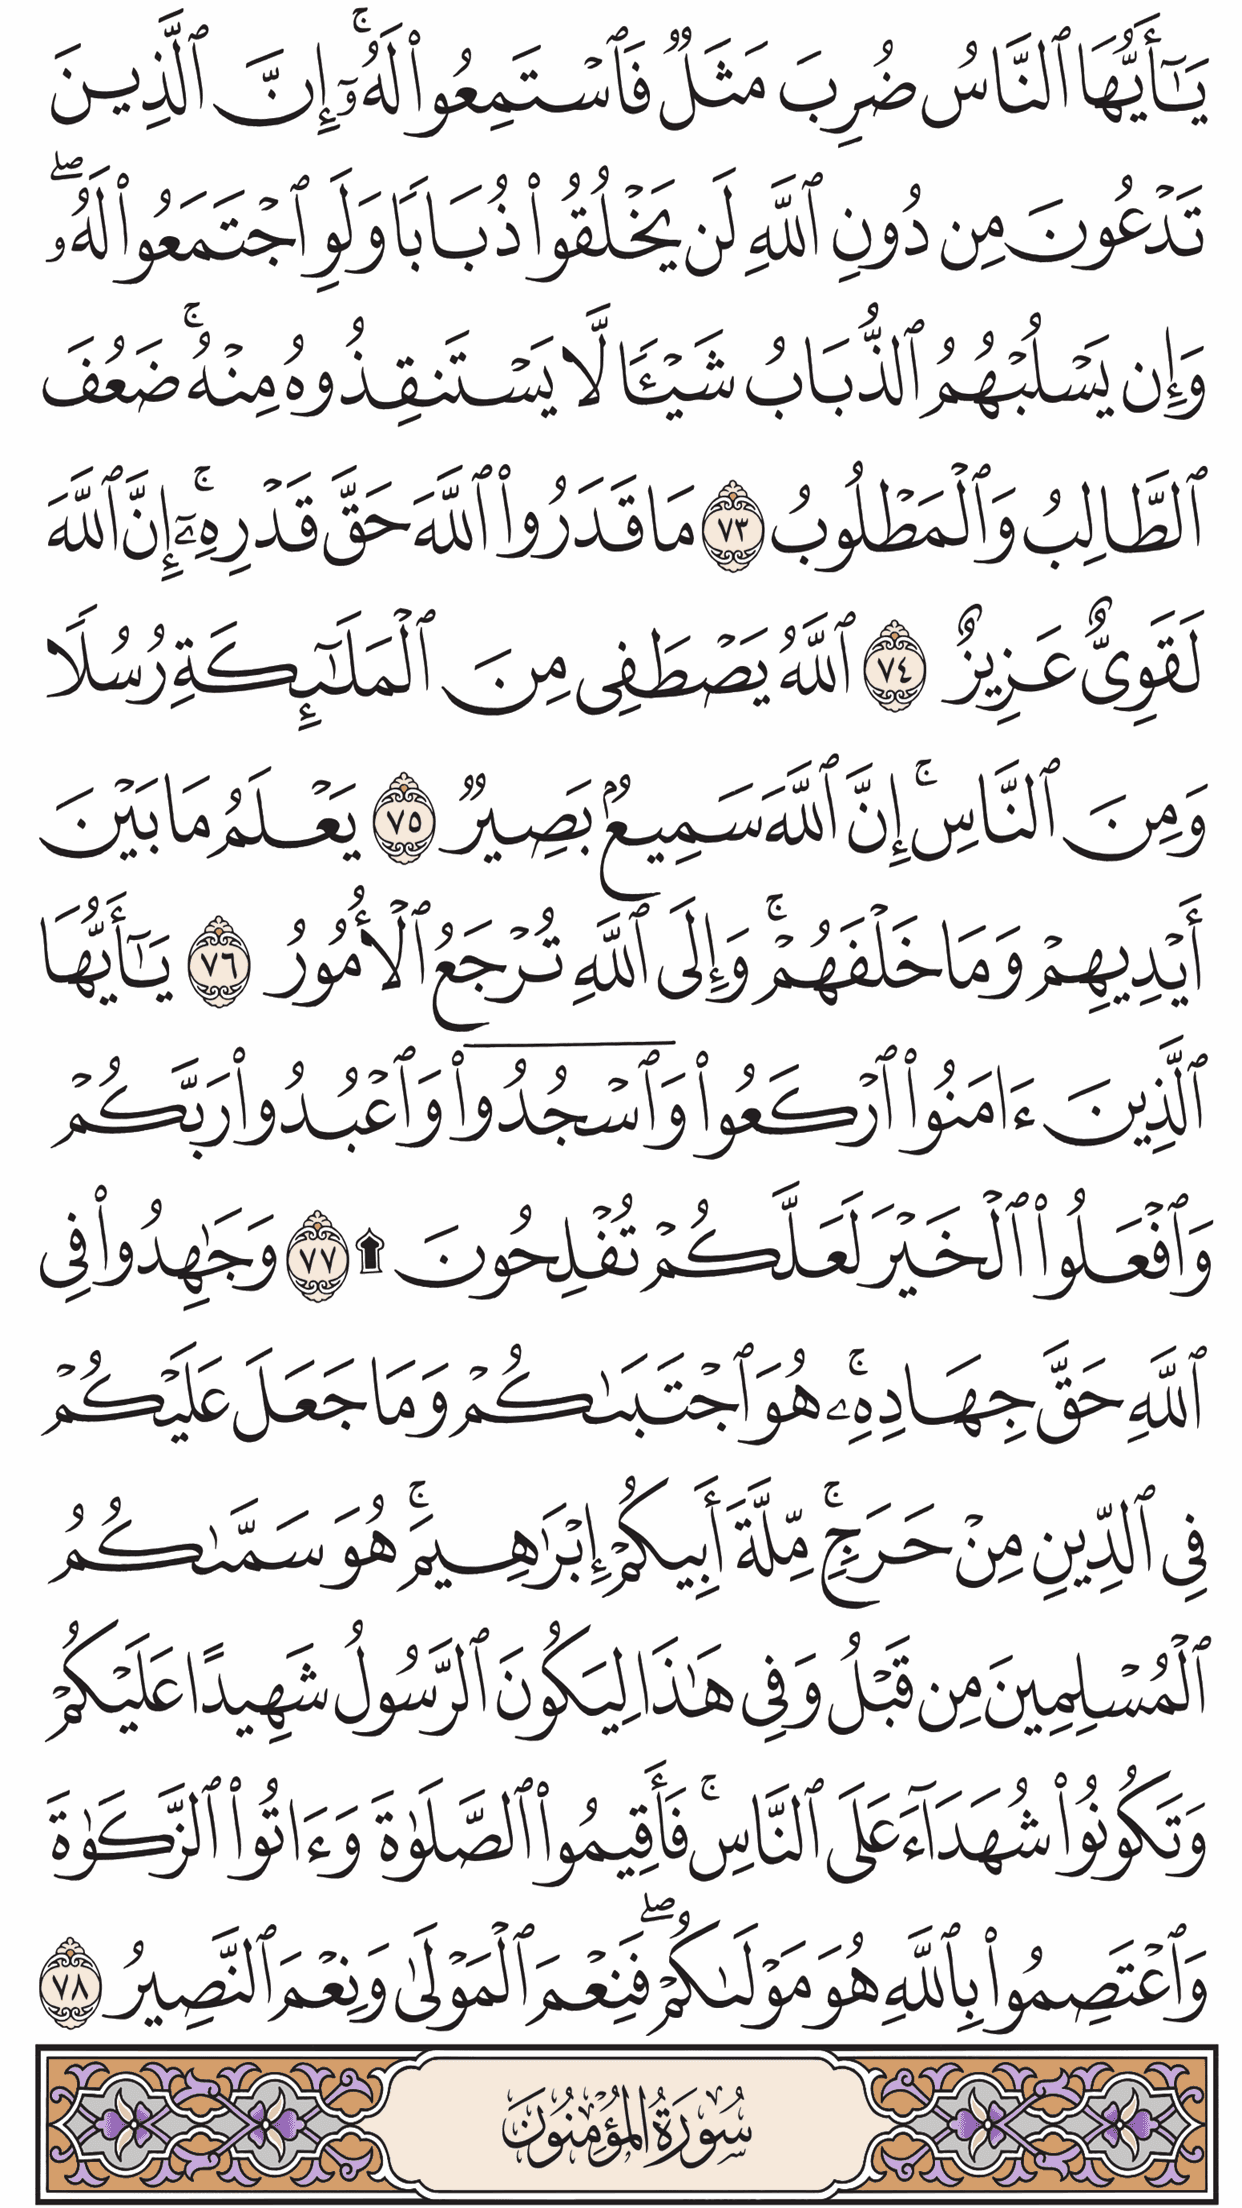 يَـٰٓأَيُّهَا ٱلنَّاسُ ضُرِبَ مَثَلٌ فَٱسْتَمِعُوا۟ لَهُۥٓ ۚ إِنَّ ٱلَّذِينَ
تَدْعُونَ مِن دُونِ ٱللَّهِ لَن يَخْلُقُوا۟ ذُبَابًا وَلَوِ ٱجْتَمَعُوا۟ لَهُۥ ۖ
وَإِن يَسْلُبْهُمُ ٱلذُّبَابُ شَيْـًٔا لَّا يَسْتَنقِذُوهُ مِنْهُ ۚ ضَعُفَ
ٱلطَّالِبُ وَٱلْمَطْلُوبُ ٧٣ مَا قَدَرُوا۟ ٱللَّهَ حَقَّ قَدْرِهِۦٓ ۚ إِنَّ ٱللَّهَ
لَقَوِىٌّ عَزِيزٌ ٧٤ ٱللَّهُ يَصْطَفِى مِنَ ٱلْمَلَـٰٓئِكَةِ رُسُلًا
وَمِنَ ٱلنَّاسِ ۚ إِنَّ ٱللَّهَ سَمِيعٌۢ بَصِيرٌ ٧٥ يَعْلَمُ مَا بَيْنَ
أَيْدِيهِمْ وَمَا خَلْفَهُمْ ۚ وَإِلَى ٱللَّهِ تُرْجَعُ ٱلْأُمُورُ ٧٦ يَـٰٓأَيُّهَا
ٱلَّذِينَ ءَامَنُوا۟ ٱرْكَعُوا۟ وَٱسْجُدُوا۟ وَٱعْبُدُوا۟ رَبَّكُمْ
وَٱفْعَلُوا۟ ٱلْخَيْرَ لَعَلَّكُمْ تُفْلِحُونَ ۩ ٧٧ وَجَـٰهِدُوا۟ فِى
ٱللَّهِ حَقَّ جِهَادِهِۦ ۚ هُوَ ٱجْتَبَىٰكُمْ وَمَا جَعَلَ عَلَيْكُمْ
فِى ٱلدِّينِ مِنْ حَرَجٍ ۚ مِّلَّةَ أَبِيكُمْ إِبْرَٰهِيمَ ۚ هُوَ سَمَّىٰكُمُ
ٱلْمُسْلِمِينَ مِن قَبْلُ وَفِى هَـٰذَا لِيَكُونَ ٱلرَّسُولُ شَهِيدًا عَلَيْكُمْ
وَتَكُونُوا۟ شُهَدَآءَ عَلَى ٱلنَّاسِ ۚ فَأَقِيمُوا۟ ٱلصَّلَوٰةَ وَءَاتُوا۟ ٱلزَّكَوٰةَ
وَٱعْتَصِمُوا۟ بِٱللَّهِ هُوَ مَوْلَىٰكُمْ ۖ فَنِعْمَ ٱلْمَوْلَىٰ وَنِعْمَ ٱلنَّصِيرُ ٧٨
سُورَةُ المُؤْمِنُونَ